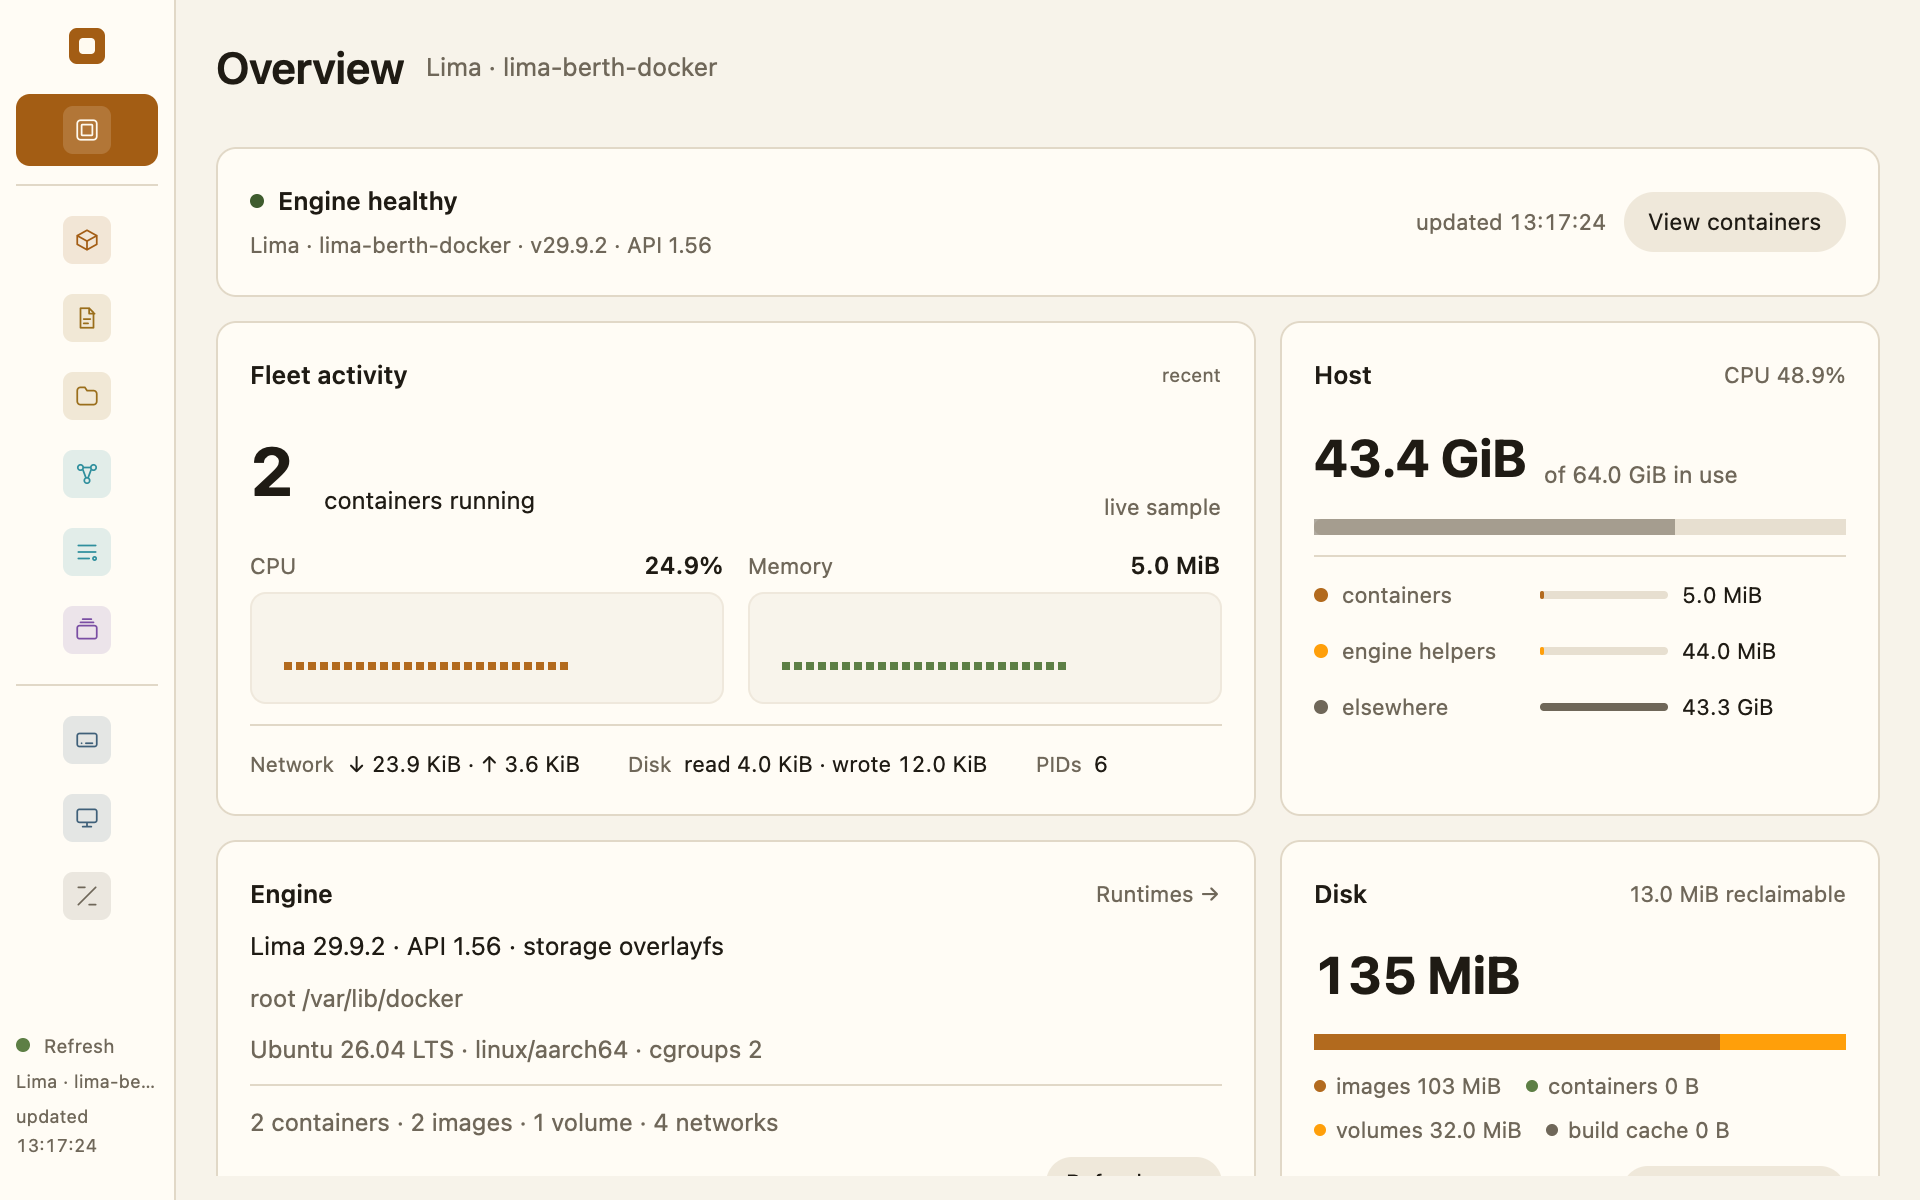 Overview Lima · lima-berth-docker
Engine healthy
Lima · lima-berth-docker · v29.9.2 · API 1.56
updated 13:17:24 View containers
Fleet activity recent
2 containers running live sample
CPU 24.9% Memory 5.0 MiB
Network ↓ 23.9 KiB · ↑ 3.6 KiB Disk read 4.0 KiB · wrote 12.0 KiB PIDs 6
Host CPU 48.9%
43.4 GiB of 64.0 GiB in use
containers 5.0 MiB
engine helpers 44.0 MiB
elsewhere 43.3 GiB
Engine Runtimes →
Lima 29.9.2 · API 1.56 · storage overlayfs
root /var/lib/docker
Ubuntu 26.04 LTS · linux/aarch64 · cgroups 2
2 containers · 2 images · 1 volume · 4 networks
Disk 13.0 MiB reclaimable
135 MiB
images 103 MiB containers 0 B
volumes 32.0 MiB build cache 0 B
Refresh
Lima · lima-be...
updated
13:17:24